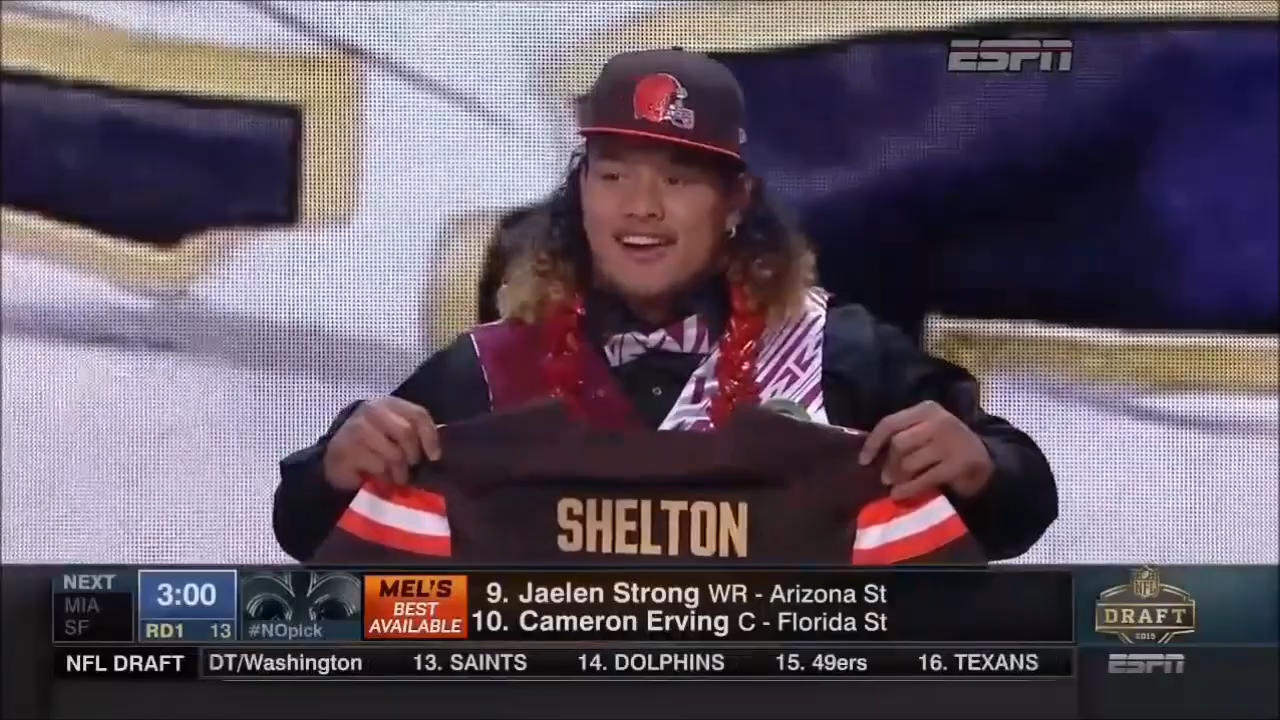 ESPN
SHELTON
NEXT
MIA
SF
3:00
RD1 13
#NOpick
MEL'S
BEST
AVAILABLE
9. Jaelen Strong WR - Arizona St
10. Cameron Erving C - Florida St
NFL
DRAFT
2015
NFL DRAFT
DT/Washington 13. SAINTS 14. DOLPHINS 15. 49ers 16. TEXANS
ESPN